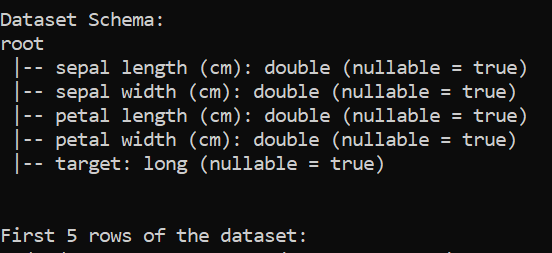 Dataset Schema:
root
 |-- sepal length (cm): double (nullable = true)
 |-- sepal width (cm): double (nullable = true)
 |-- petal length (cm): double (nullable = true)
 |-- petal width (cm): double (nullable = true)
 |-- target: long (nullable = true)
First 5 rows of the dataset: